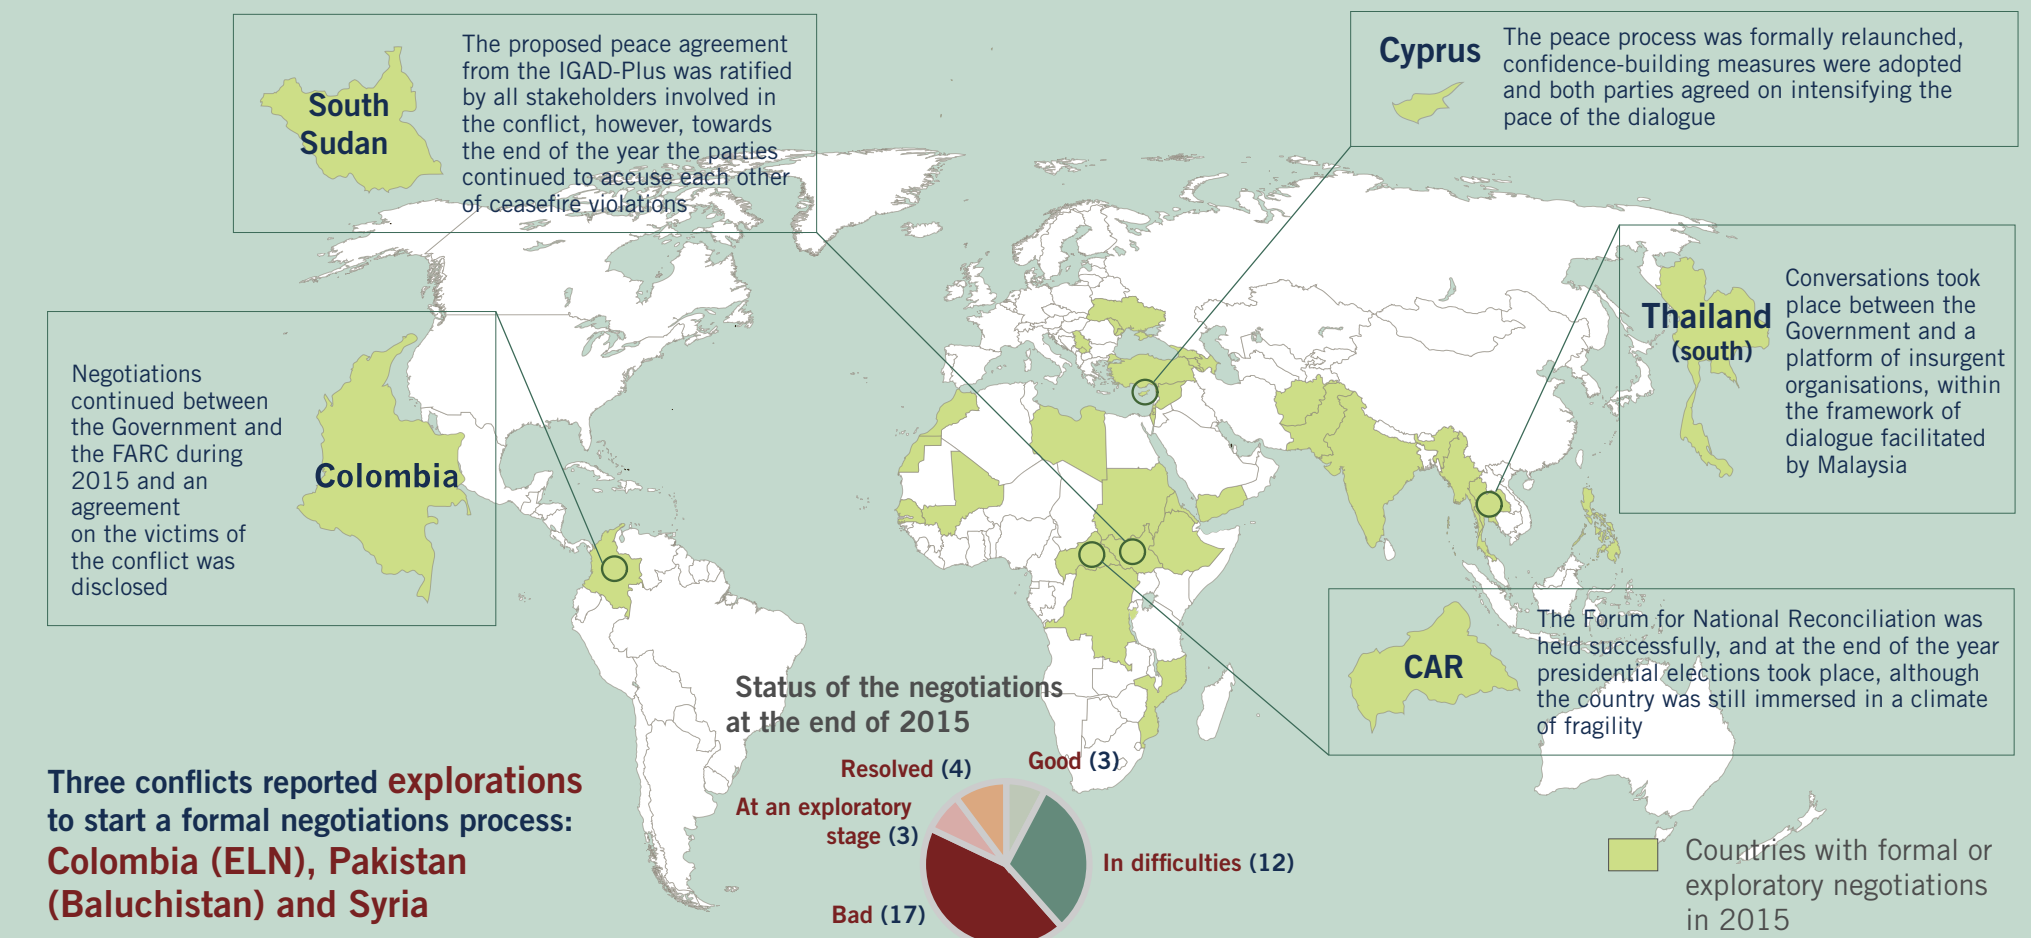 South
Sudan
The proposed peace agreement
from the IGAD-Plus was ratified
by all stakeholders involved in
the conflict, however, towards
the end of the year the parties
continued to accuse each other
of ceasefire violations
Cyprus
The peace process was formally relaunched,
confidence-building measures were adopted
and both parties agreed on intensifying the
pace of the dialogue
Thailand
(south)
Conversations took
place between the
Government and a
platform of insurgent
organisations, within
the framework of
dialogue facilitated
by Malaysia
Negotiations
continued between
the Government and
the FARC during
2015 and an
agreement
on the victims of
the conflict was
disclosed
Colombia
CAR
The Forum for National Reconciliation was
held successfully, and at the end of the year
presidential elections took place, although
the country was still immersed in a climate
of fragility
Status of the negotiations
at the end of 2015
Resolved (4)
Good (3)
At an exploratory
stage (3)
In difficulties (12)
Bad (17)
Three conflicts reported explorations
to start a formal negotiations process:
Colombia (ELN), Pakistan
(Baluchistan) and Syria
Countries with formal or
exploratory negotiations
in 2015